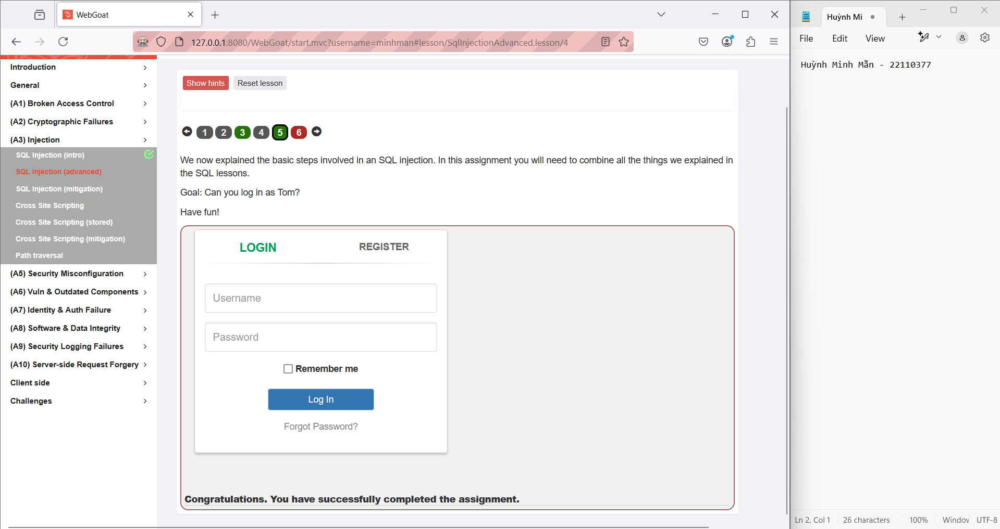 WebGoat
127.0.0.1:8080/WebGoat/start.mvc?username=minhman#lesson/SqlInjectionAdvanced.lesson/4
Introduction
General
(A1) Broken Access Control
(A2) Cryptographic Failures
(A3) Injection
SQL Injection (intro)
SQL Injection (advanced)
SQL Injection (mitigation)
Cross Site Scripting
Cross Site Scripting (stored)
Cross Site Scripting (mitigation)
Path traversal
(A5) Security Misconfiguration
(A6) Vuln & Outdated Components
(A7) Identity & Auth Failure
(A8) Software & Data Integrity
(A9) Security Logging Failures
(A10) Server-side Request Forgery
Client side
Challenges
Show hints Reset lesson
1 2 3 4 5 6
We now explained the basic steps involved in an SQL injection. In this assignment you will need to combine all the things we explained in
the SQL lessons.
Goal: Can you log in as Tom?
Have fun!
LOGIN REGISTER
Username
Password
Remember me
Log In
Forgot Password?
Congratulations. You have successfully completed the assignment.
Huỳnh Mi
File Edit View
Huỳnh Minh Mẫn - 22110377
Ln 2, Col 1 26 characters 100% Window UTF-8